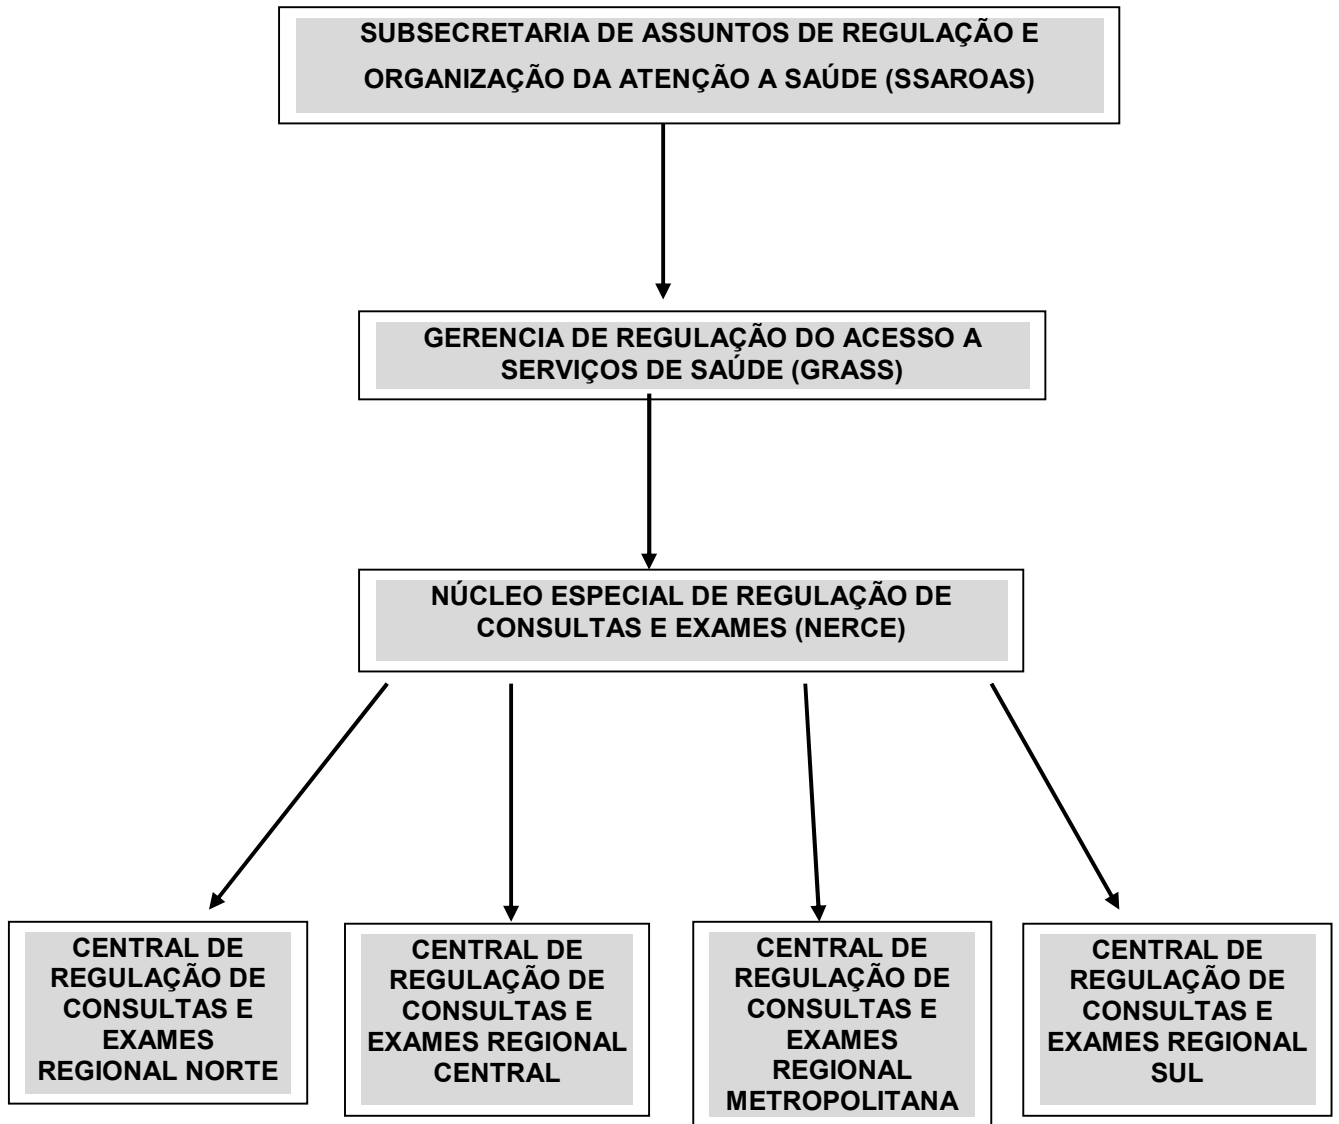 SUBSECRETARIA DE ASSUNTOS DE REGULAÇÃO E
ORGANIZAÇÃO DA ATENÇÃO A SAÚDE (SSAROAS)
GERENCIA DE REGULAÇÃO DO ACESSO A
SERVIÇOS DE SAÚDE (GRASS)
NÚCLEO ESPECIAL DE REGULAÇÃO DE
CONSULTAS E EXAMES (NERCE)
CENTRAL DE
REGULAÇÃO DE
CONSULTAS E
EXAMES
REGIONAL NORTE
CENTRAL DE
REGULAÇÃO DE
CONSULTAS E
EXAMES REGIONAL
CENTRAL
CENTRAL DE
REGULAÇÃO DE
CONSULTAS E
EXAMES
REGIONAL
METROPOLITANA
CENTRAL DE
REGULAÇÃO DE
CONSULTAS E
EXAMES REGIONAL
SUL